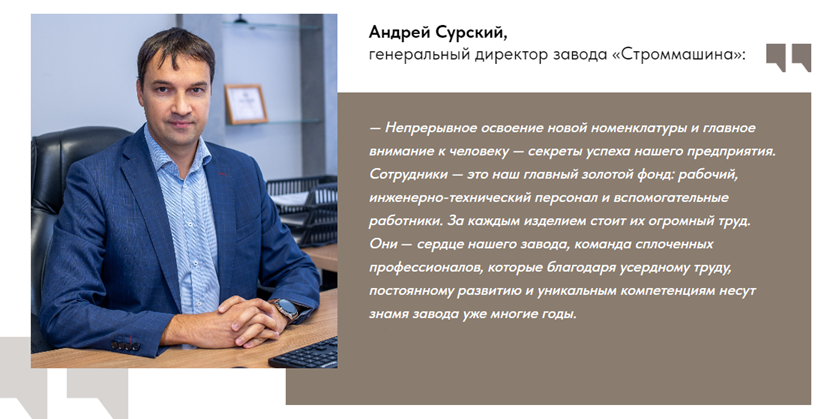 Андрей Сурский,
генеральный директор завода «Строммашина»:
— Непрерывное освоение новой номенклатуры и главное
внимание к человеку — секреты успеха нашего предприятия.
Сотрудники — это наш главный золотой фонд: рабочий,
инженерно-технический персонал и вспомогательные
работники. За каждым изделием стоит их огромный труд.
Они — сердце нашего завода, команда сплоченных
профессионалов, которые благодаря усердному труду,
постоянному развитию и уникальным компетенциям несут
знамя завода уже многие годы.